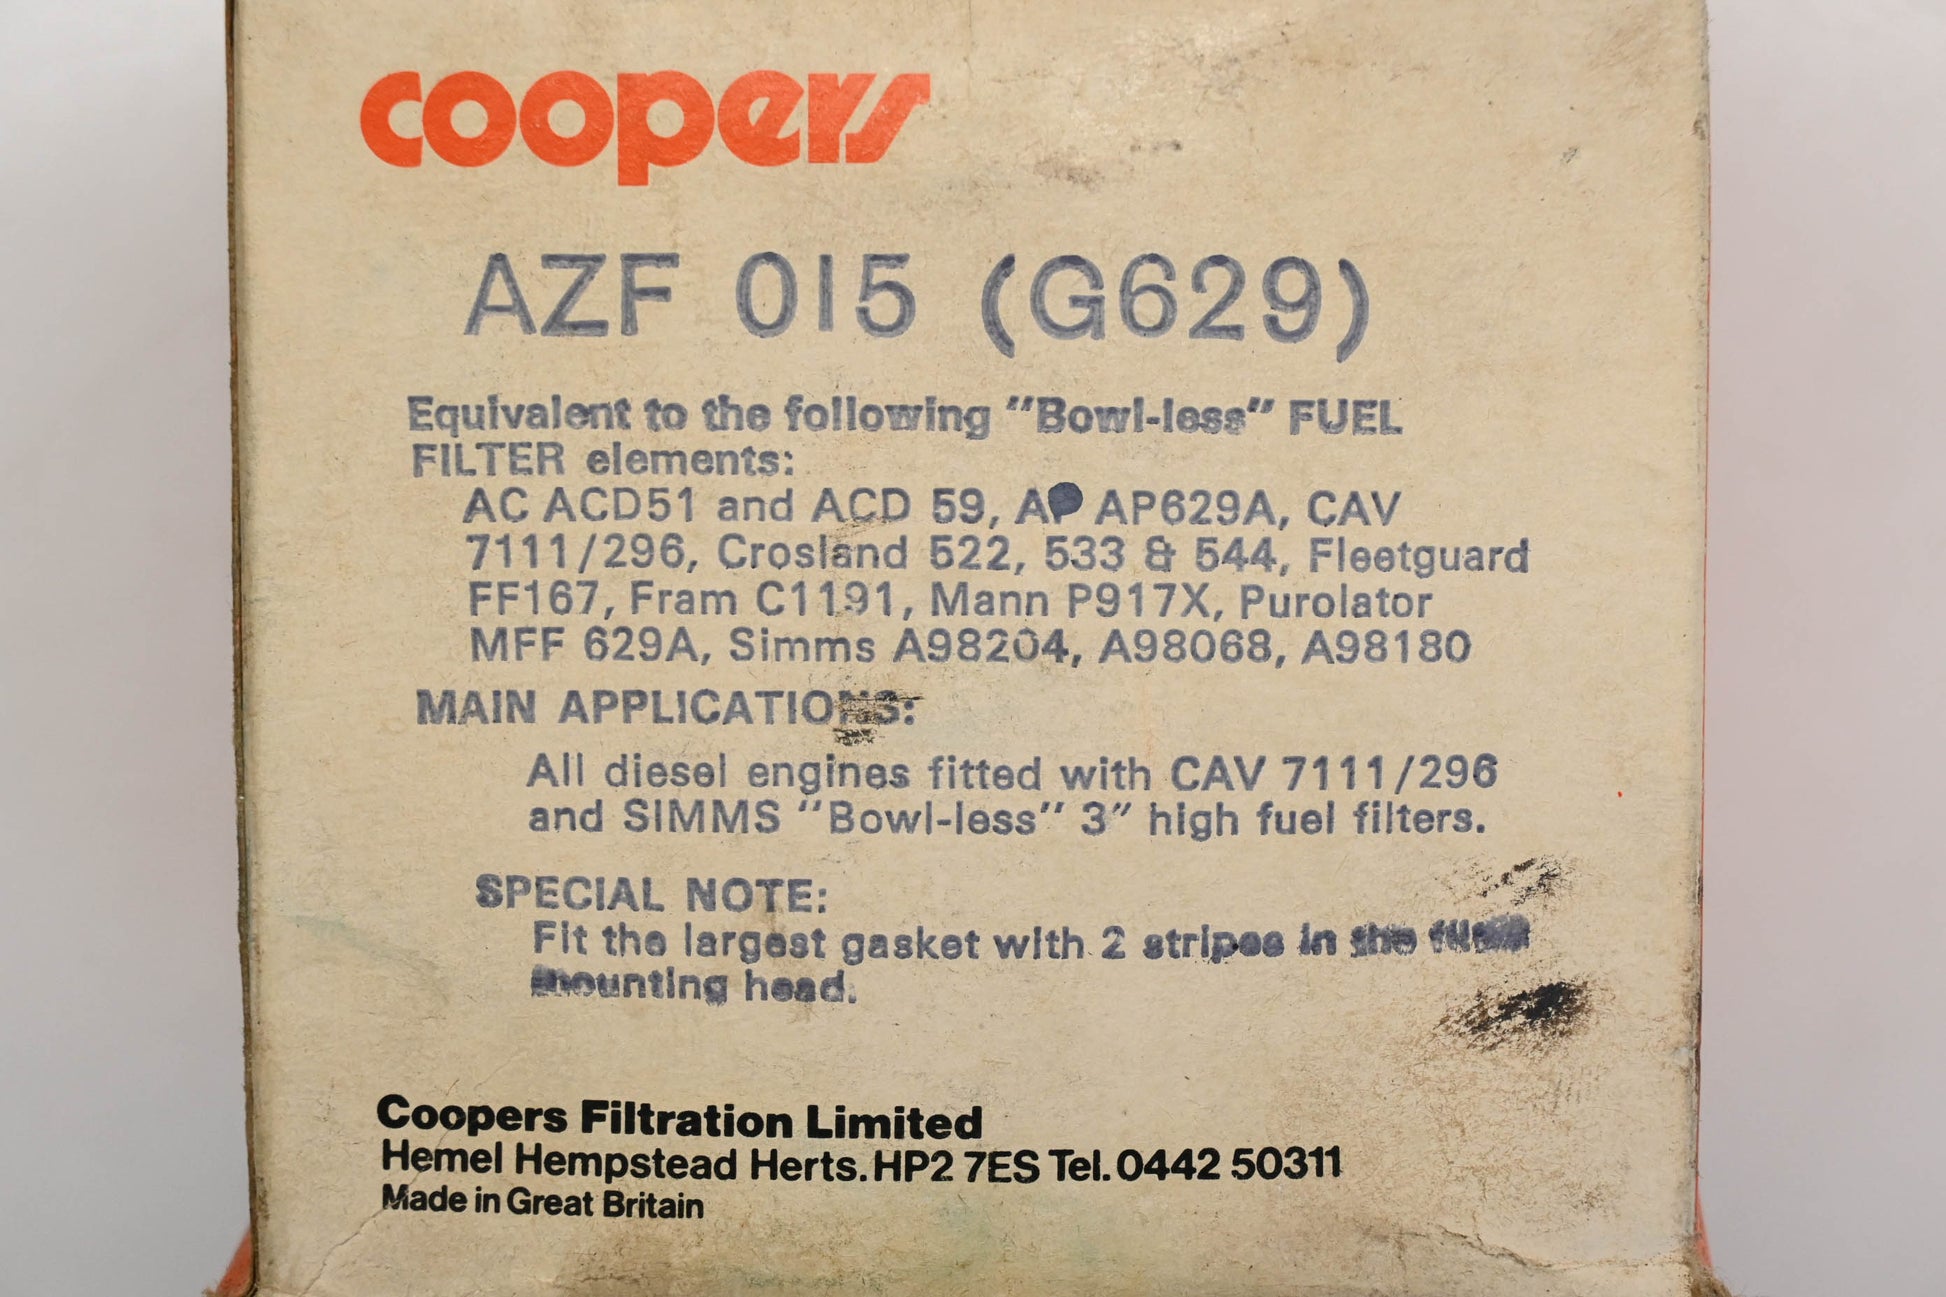 coopers
AZF 015 (G629)
Equivalent to the following "Bowl-less" FUEL
FILTER elements:
AC ACD51 and ACD 59, AP AP629A, CAV
7111/296, Crosland 522, 533 & 544, Fleetguard
FF167, Fram C1191, Mann P917X, Purolator
MFF 629A, Simms A98204, A98068, A98180
MAIN APPLICATIONS:
All diesel engines fitted with CAV 7111/296
and SIMMS "Bowl-less" 3" high fuel filters.
SPECIAL NOTE:
Fit the largest gasket with 2 stripes in the filter
mounting head.
Coopers Filtration Limited
Hemel Hempstead Herts. HP2 7ES Tel. 0442 50311
Made in Great Britain